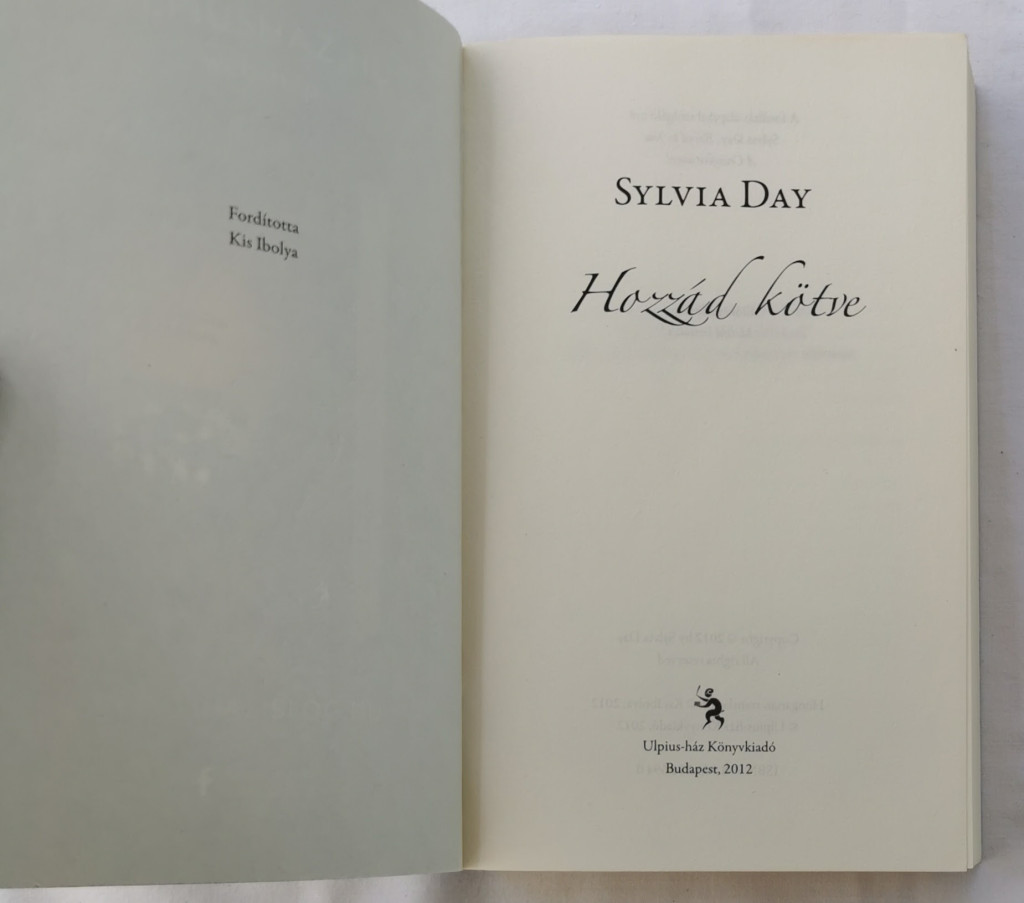 Fordította
Kis Ibolya
SYLVIA DAY
Hozzád kötve
Ulpius-ház Könyvkiadó
Budapest, 2012